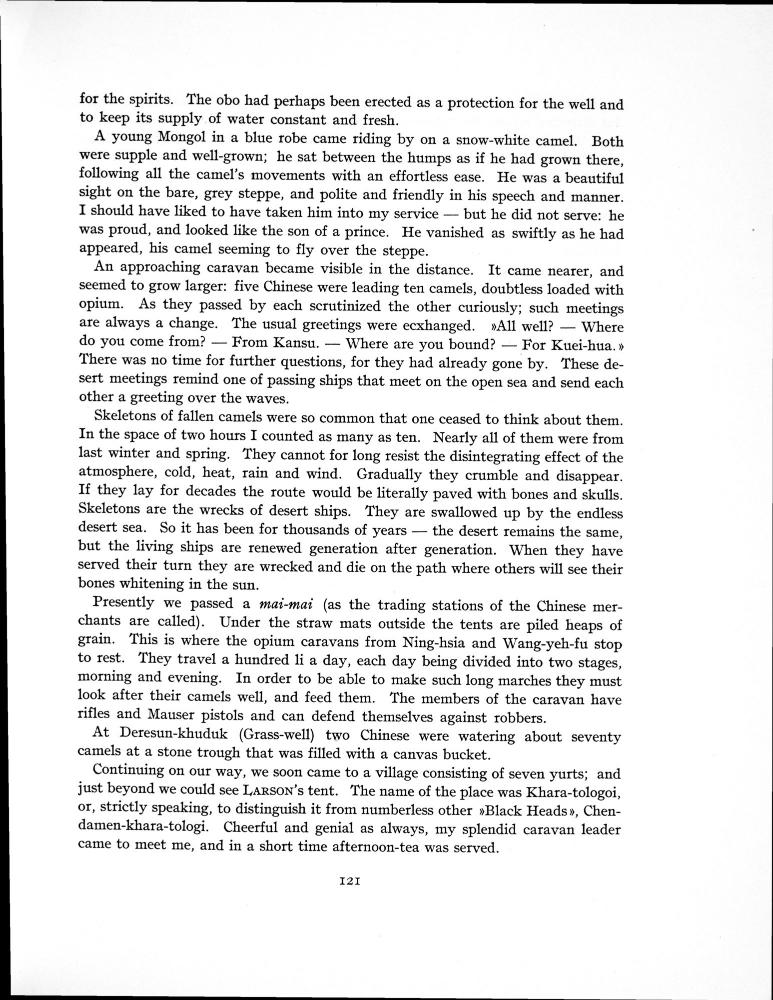 for the spirits. The obo had perhaps been erected as a protection for the well and
to keep its supply of water constant and fresh.
A young Mongol in a blue robe came riding by on a snow-white camel. Both
were supple and well-grown; he sat between the humps as if he had grown there,
following all the camel's movements with an effortless ease. He was a beautiful
sight on the bare, grey steppe, and polite and friendly in his speech and manner.
I should have liked to have taken him into my service — but he did not serve: he
was proud, and looked like the son of a prince. He vanished as swiftly as he had
appeared, his camel seeming to fly over the steppe.
An approaching caravan became visible in the distance. It came nearer, and
seemed to grow larger: five Chinese were leading ten camels, doubtless loaded with
opium. As they passed by each scrutinized the other curiously; such meetings
are always a change. The usual greetings were ecxhanged. »All well? — Where
do you come from? — From Kansu. — Where are you bound? — For Kuei-hua.»
There was no time for further questions, for they had already gone by. These de-
sert meetings remind one of passing ships that meet on the open sea and send each
other a greeting over the waves.
Skeletons of fallen camels were so common that one ceased to think about them.
In the space of two hours I counted as many as ten. Nearly all of them were from
last winter and spring. They cannot for long resist the disintegrating effect of the
atmosphere, cold, heat, rain and wind. Gradually they crumble and disappear.
If they lay for decades the route would be literally paved with bones and skulls.
Skeletons are the wrecks of desert ships. They are swallowed up by the endless
desert sea. So it has been for thousands of years — the desert remains the same,
but the living ships are renewed generation after generation. When they have
served their turn they are wrecked and die on the path where others will see their
bones whitening in the sun.
Presently we passed a mai-mai (as the trading stations of the Chinese mer-
chants are called). Under the straw mats outside the tents are piled heaps of
grain. This is where the opium caravans from Ning-hsia and Wang-yeh-fu stop
to rest. They travel a hundred li a day, each day being divided into two stages,
morning and evening. In order to be able to make such long marches they must
look after their camels well, and feed them. The members of the caravan have
rifles and Mauser pistols and can defend themselves against robbers.
At Deresun-khuduk (Grass-well) two Chinese were watering about seventy
camels at a stone trough that was filled with a canvas bucket.
Continuing on our way, we soon came to a village consisting of seven yurts; and
just beyond we could see LARSON's tent. The name of the place was Khara-tologoi,
or, strictly speaking, to distinguish it from numberless other »Black Heads», Chen-
damen-khara-tologi. Cheerful and genial as always, my splendid caravan leader
came to meet me, and in a short time afternoon-tea was served.
121